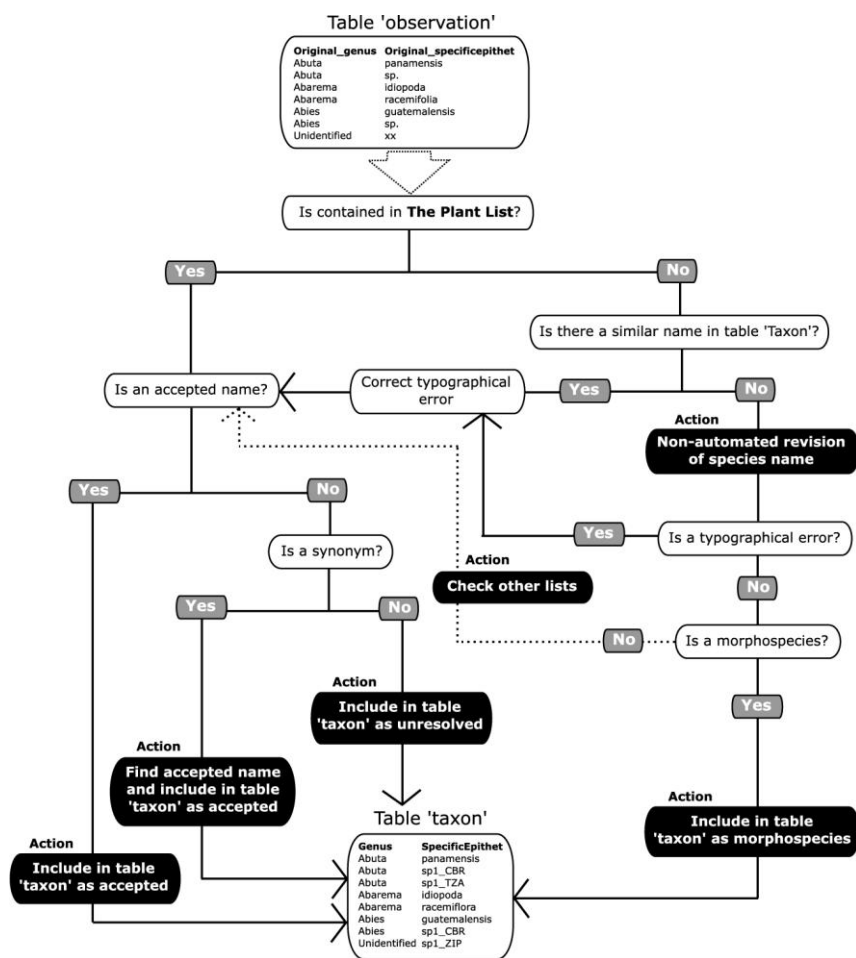 Table 'observation'
Original_genus Original_specificepithet
Abuta panamensis
Abuta sp.
Abarema idiopoda
Abarema racemifolia
Abies guatemalensis
Abies sp.
Unidentified xx
Is contained in The Plant List?
Yes
No
Is there a similar name in table 'Taxon'?
Is an accepted name?
Correct typographical
error
Yes
No
Action
Non-automated revision
of species name
Yes
No
Yes
Is a typographical error?
Is a synonym?
Action
Check other lists
No
Yes
No
No
Is a morphospecies?
Action
Include in table
'taxon' as unresolved
Yes
Action
Find accepted name
and include in table
'taxon' as accepted
Action
Include in table
'taxon' as morphospecies
Action
Include in table
'taxon' as accepted
Table 'taxon'
Genus SpecificEpithet
Abuta panamensis
Abuta sp1_CBR
Abuta sp1_TZA
Abarema idiopoda
Abarema racemiflora
Abies guatemalensis
Abies sp1_CBR
Unidentified sp1_ZIP